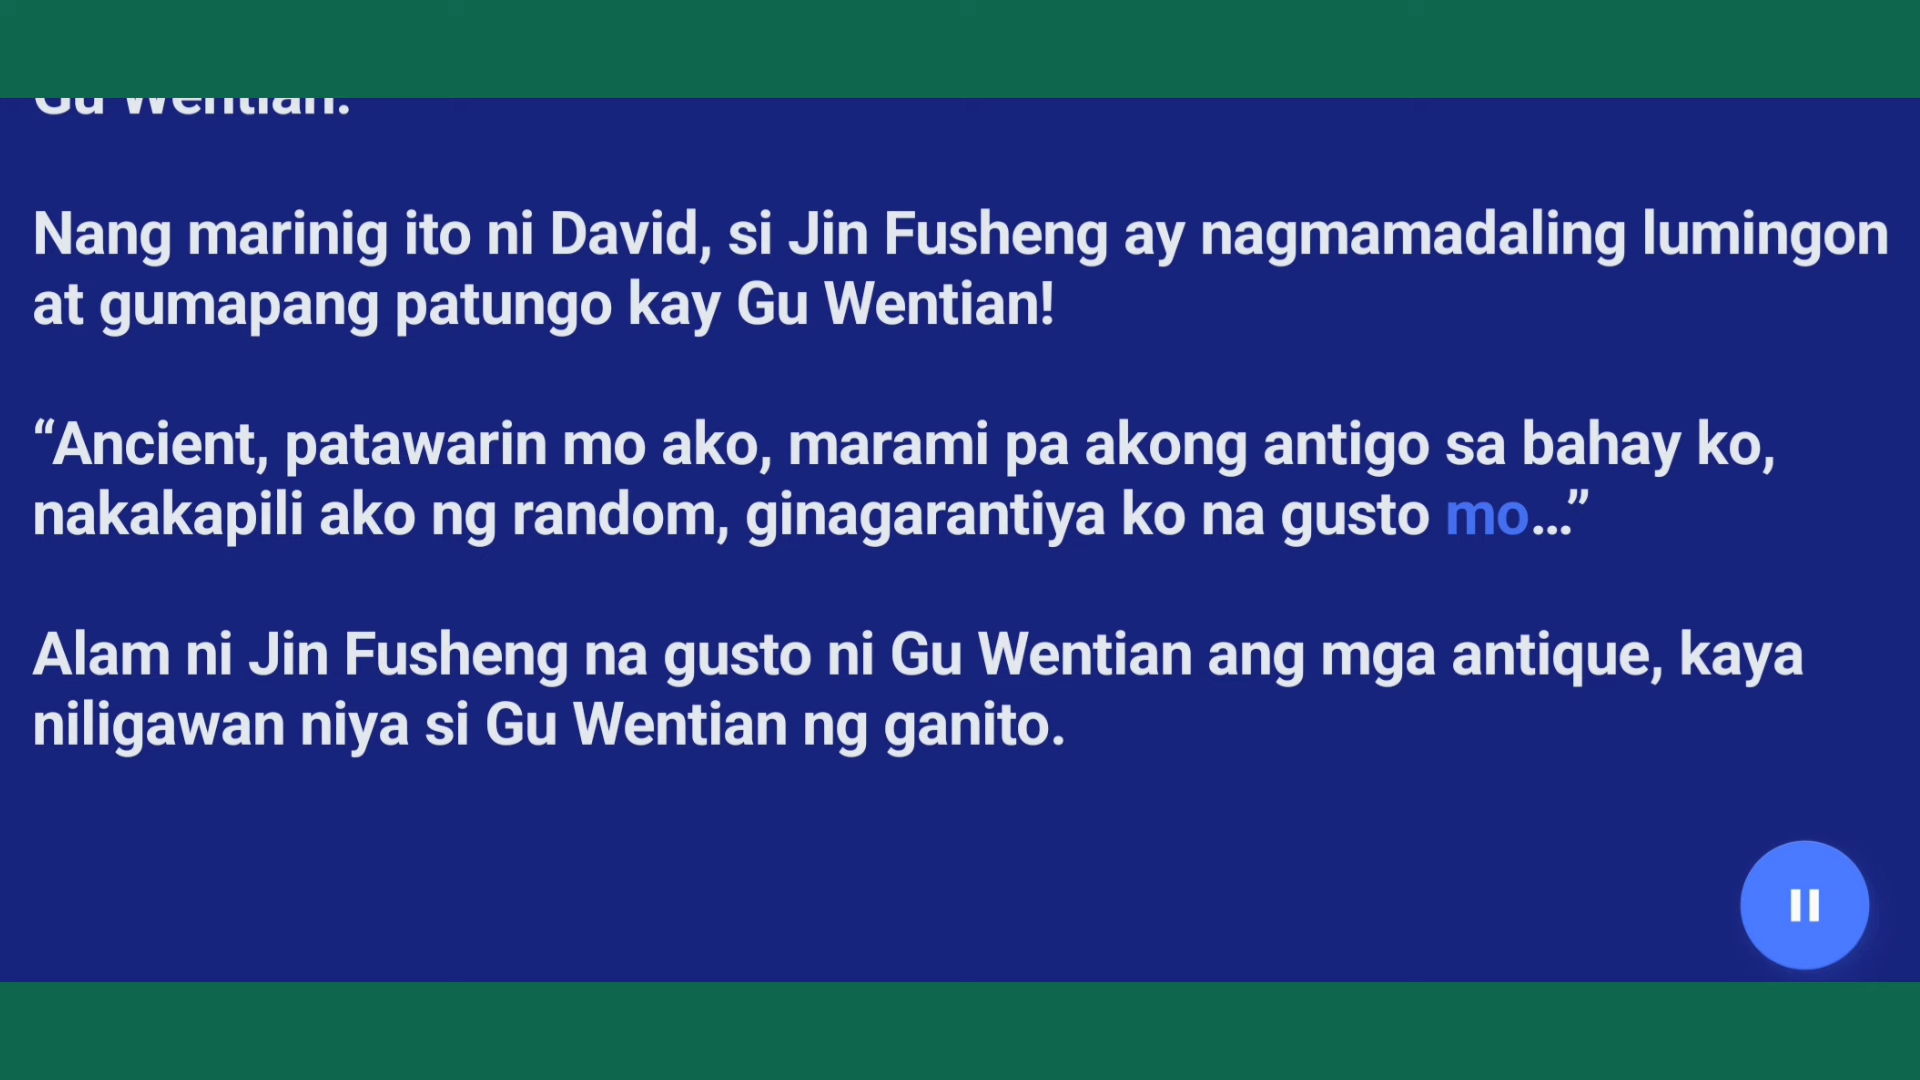 Gu Wentian.
Nang marinig ito ni David, si Jin Fusheng ay nagmamadaling lumingon
at gumapang patungo kay Gu Wentian!
“Ancient, patawarin mo ako, marami pa akong antigo sa bahay ko,
nakakapili ako ng random, ginagarantiya ko na gusto mo…”
Alam ni Jin Fusheng na gusto ni Gu Wentian ang mga antique, kaya
niligawan niya si Gu Wentian ng ganito.